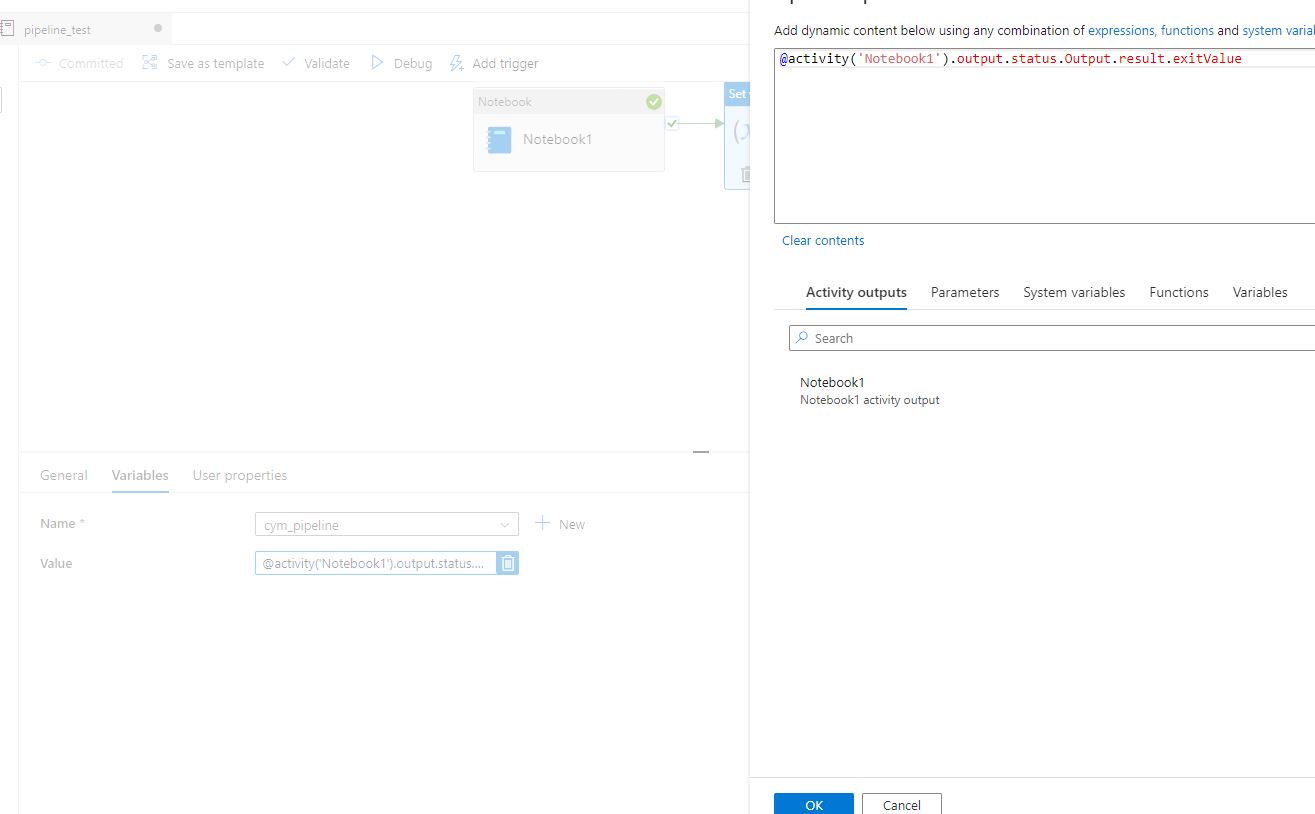 pipeline_test
Committed
Save as template
Validate
Debug
Add trigger
Notebook
Notebook1
Set
General
Variables
User properties
Name *
cym_pipeline
New
Value
@activity('Notebook1').output.status....
Add dynamic content below using any combination of expressions, functions and system
@activity('Notebook1').output.status.Output.result.exitValue
Clear contents
Activity outputs
Parameters
System variables
Functions
Variables
Search
Notebook1
Notebook1 activity output
OK
Cancel